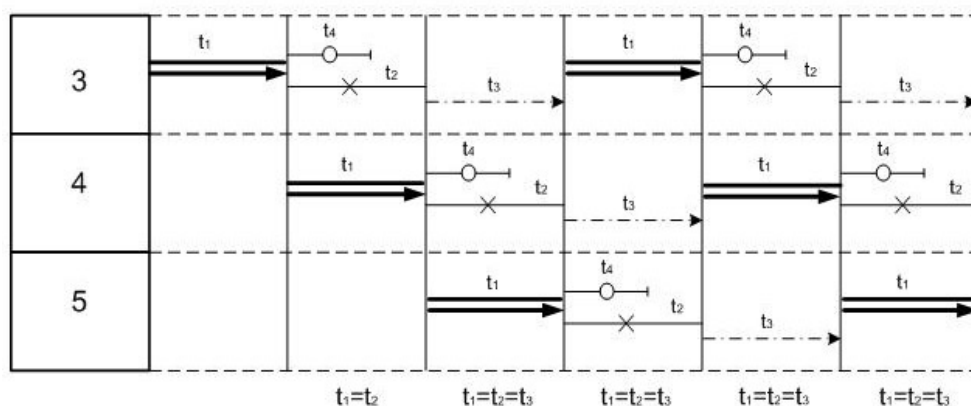 t₁ t₄ t₁ t₄
3 t₂ t₃ t₂ t₃
t₁ t₄ t₁ t₄
4 t₂ t₃ t₂
t₁ t₄ t₁
5 t₂ t₃
t₁=t₂ t₁=t₂=t₃ t₁=t₂=t₃ t₁=t₂=t₃ t₁=t₂=t₃